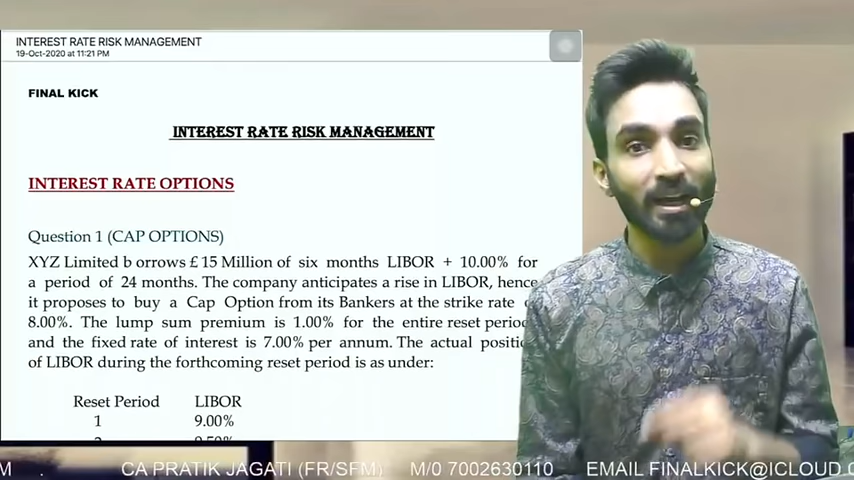 INTEREST RATE RISK MANAGEMENT
19-Oct-2020 at 11:21 PM
FINAL KICK
INTEREST RATE RISK MANAGEMENT
INTEREST RATE OPTIONS
Question 1 (CAP OPTIONS)
XYZ Limited b orrows £ 15 Million of six months LIBOR + 10.00% for
a period of 24 months. The company anticipates a rise in LIBOR, hence
it proposes to buy a Cap Option from its Bankers at the strike rate
8.00%. The lump sum premium is 1.00% for the entire reset period
and the fixed rate of interest is 7.00% per annum. The actual
of LIBOR during the forthcoming reset period is as under:
Reset Period LIBOR
1 9.00%
M . CA PRATIK JAGATI (FR/SFM) M/0 7002630110 EMAIL FINALKICK@ICLOUD